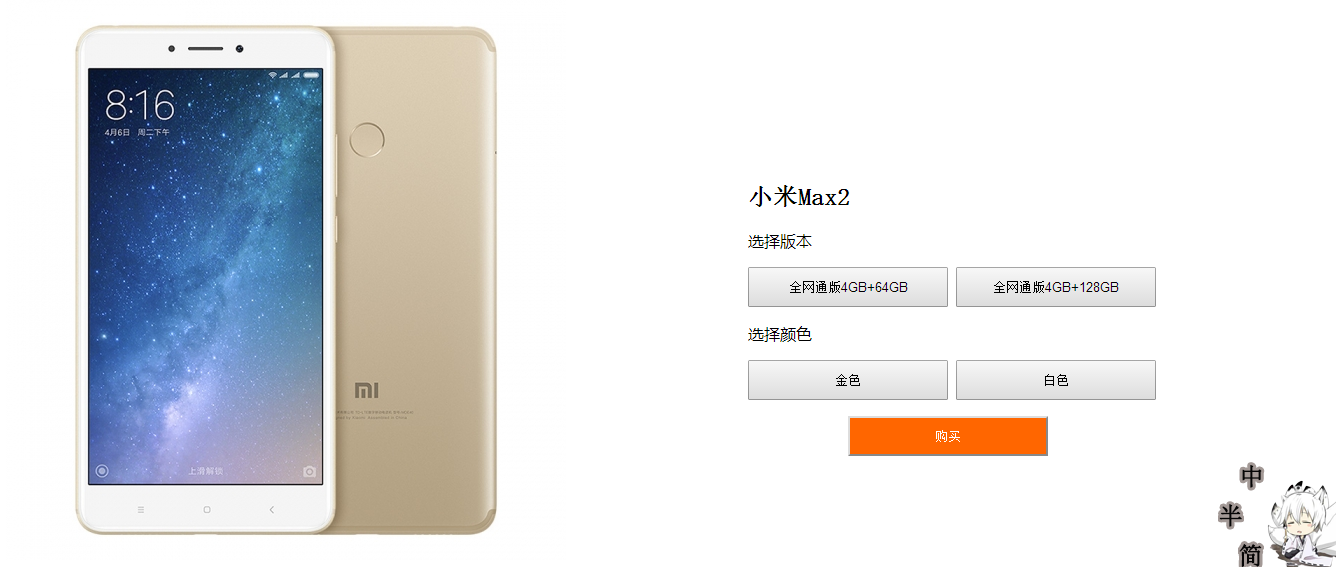 8:16
4月6日 周二下午
上滑解锁
MI
小米Max2
选择版本
全网通版4GB+64GB
全网通版4GB+128GB
选择颜色
金色
白色
购买
中
半
简